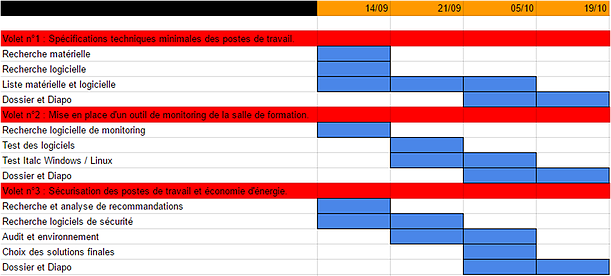 14/09 21/09 05/10 19/10
Volet n°1 : Spécifications techniques minimales des postes de travail.
Recherche matérielle
Recherche logicielle
Liste matérielle et logicielle
Dossier et Diapo
Volet n°2 : Mise en place d'un outil de monitoring de la salle de formation.
Recherche logicielle de monitoring
Test des logiciels
Test Italc Windows / Linux
Dossier et Diapo
Volet n°3 : Sécurisation des postes de travail et économie d'énergie.
Recherche et analyse de recommandations
Recherche logiciels de sécurité
Audit et environnement
Choix des solutions finales
Dossier et Diapo